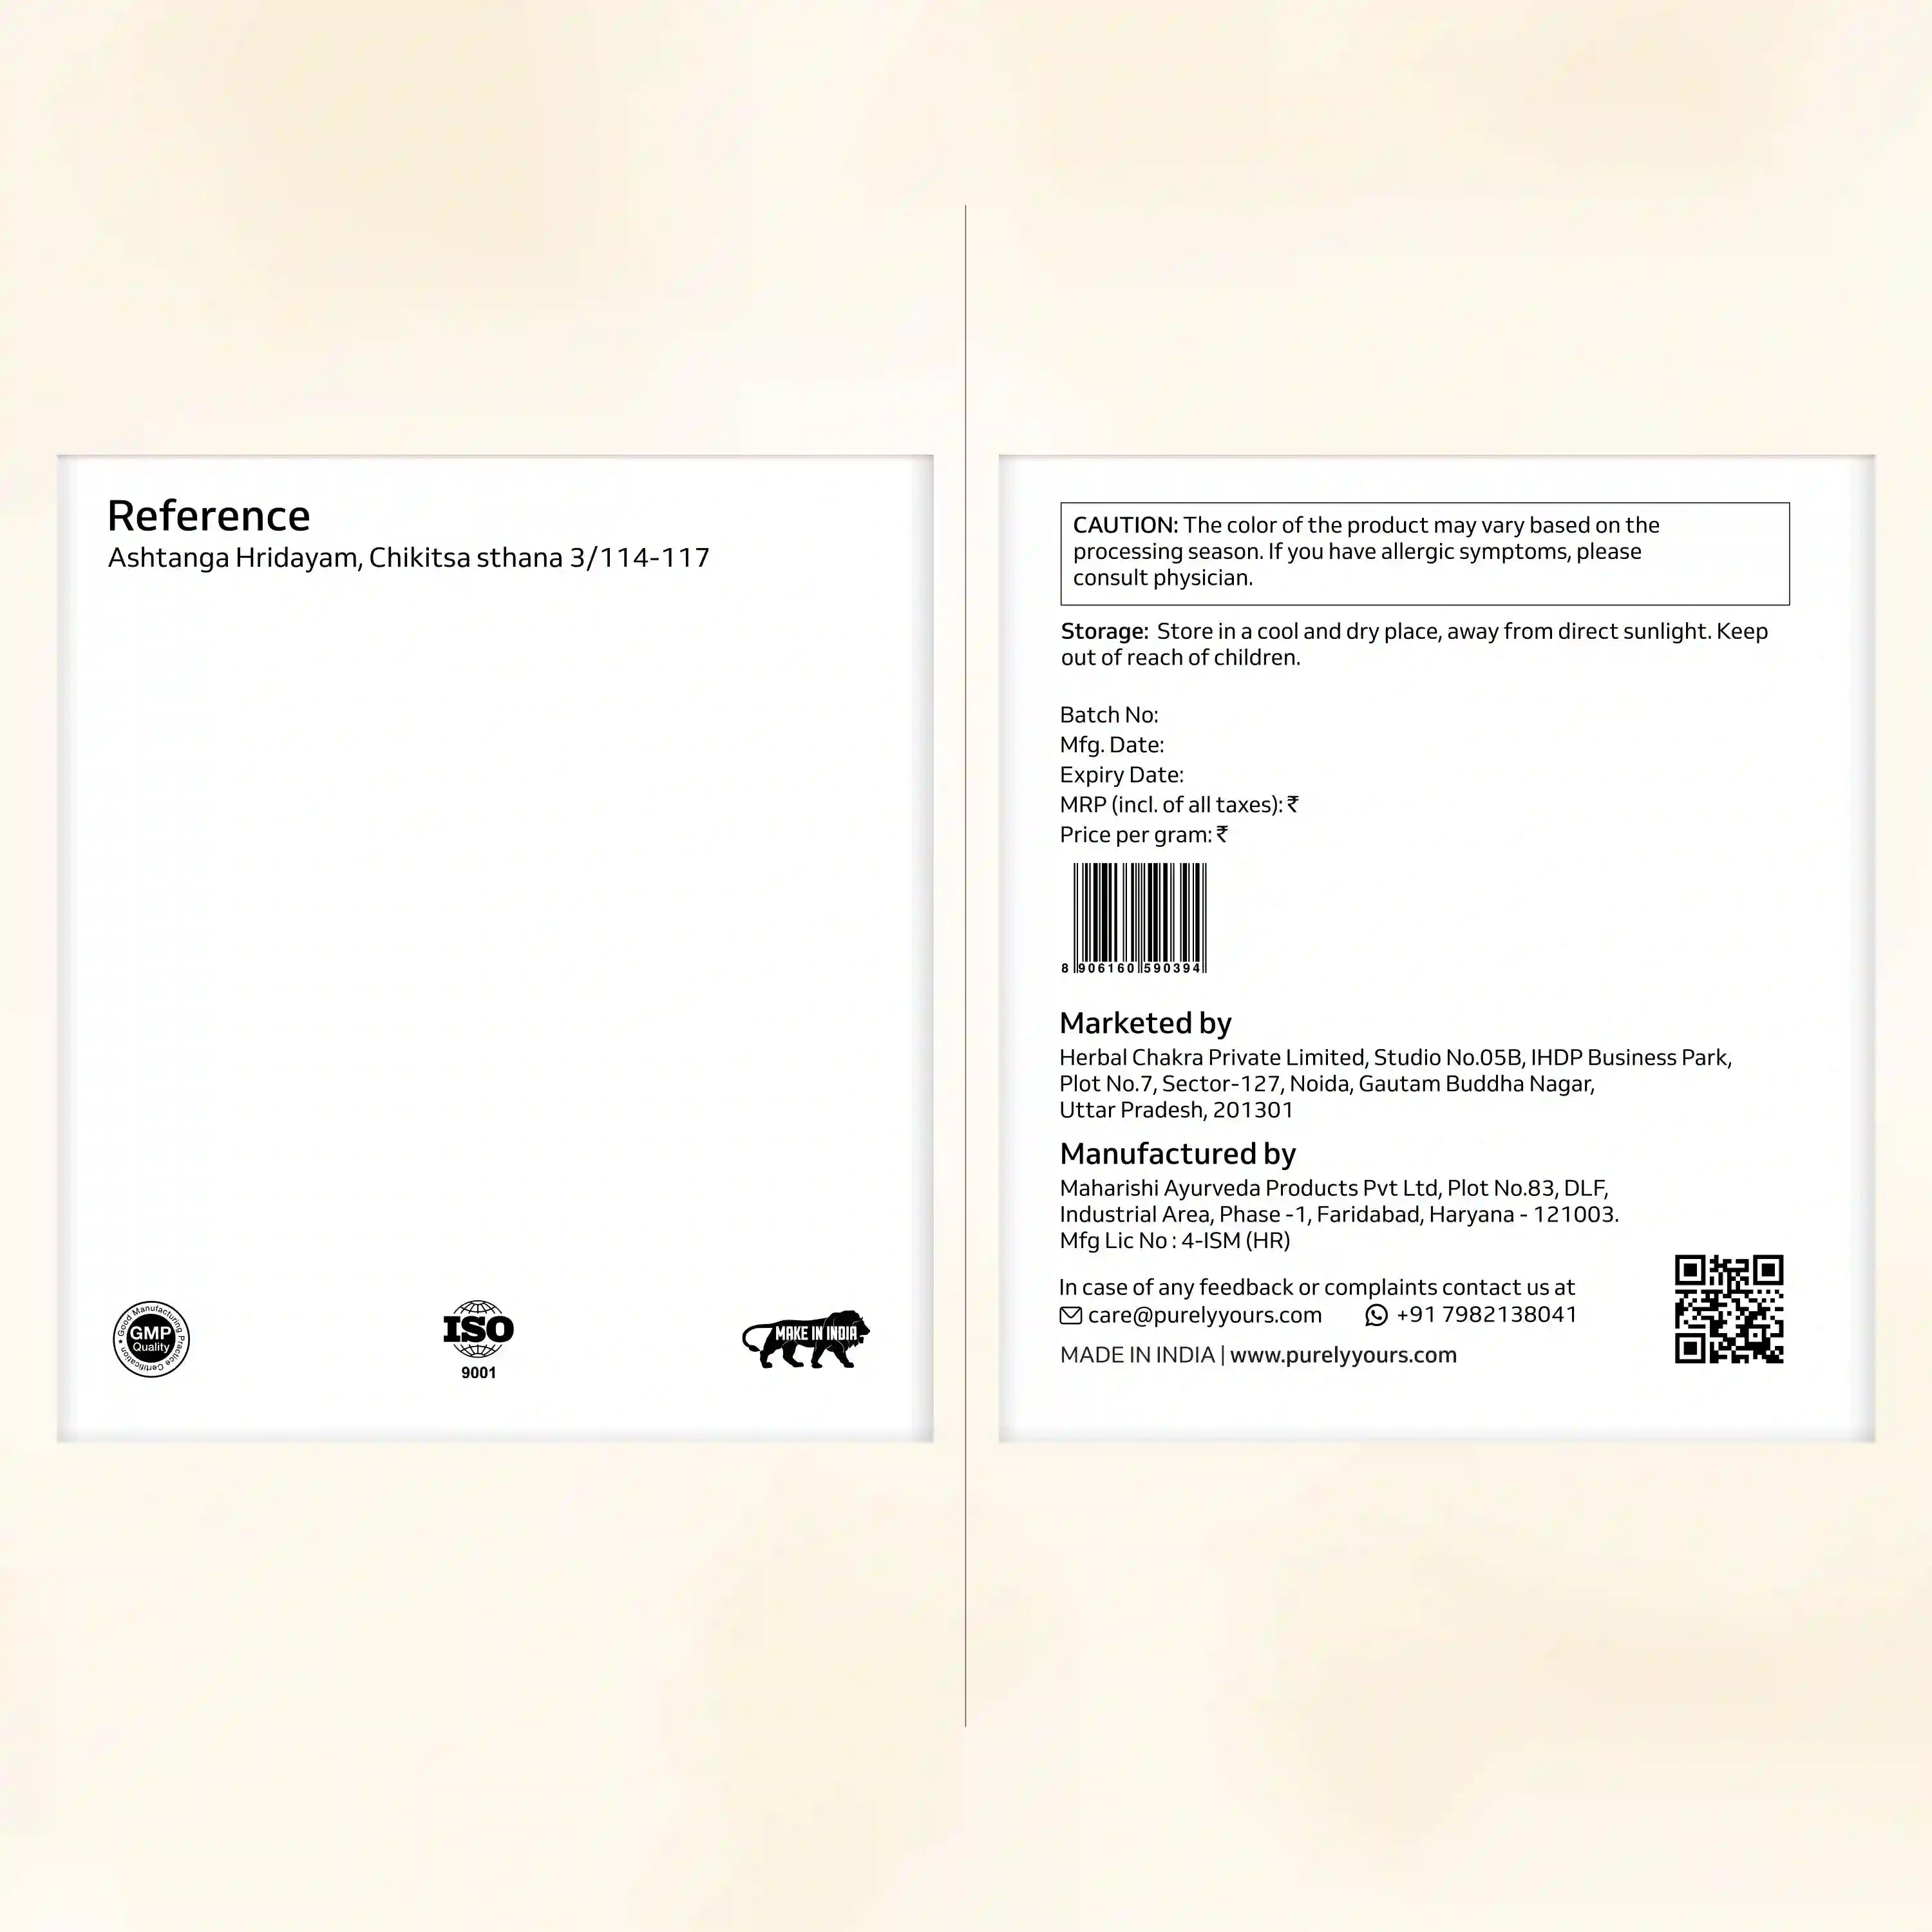 Reference
Ashtanga Hridayam, Chikitsa sthana 3/114-117
Good Manufacturing Practice Certification
GMP
Quality
ISO
9001
MAKE IN INDIA
CAUTION: The color of the product may vary based on the
processing season. If you have allergic symptoms, please
consult physician.
Storage: Store in a cool and dry place, away from direct sunlight. Keep
out of reach of children.
Batch No:
Mfg. Date:
Expiry Date:
MRP (incl. of all taxes): ₹
Price per gram: ₹
8 906160 590394
Marketed by
Herbal Chakra Private Limited, Studio No.05B, IHDP Business Park,
Plot No.7, Sector-127, Noida, Gautam Buddha Nagar,
Uttar Pradesh, 201301
Manufactured by
Maharishi Ayurveda Products Pvt Ltd, Plot No.83, DLF,
Industrial Area, Phase -1, Faridabad, Haryana - 121003.
Mfg Lic No : 4-ISM (HR)
In case of any feedback or complaints contact us at
care@purelyyours.com +91 7982138041
MADE IN INDIA | www.purelyyours.com